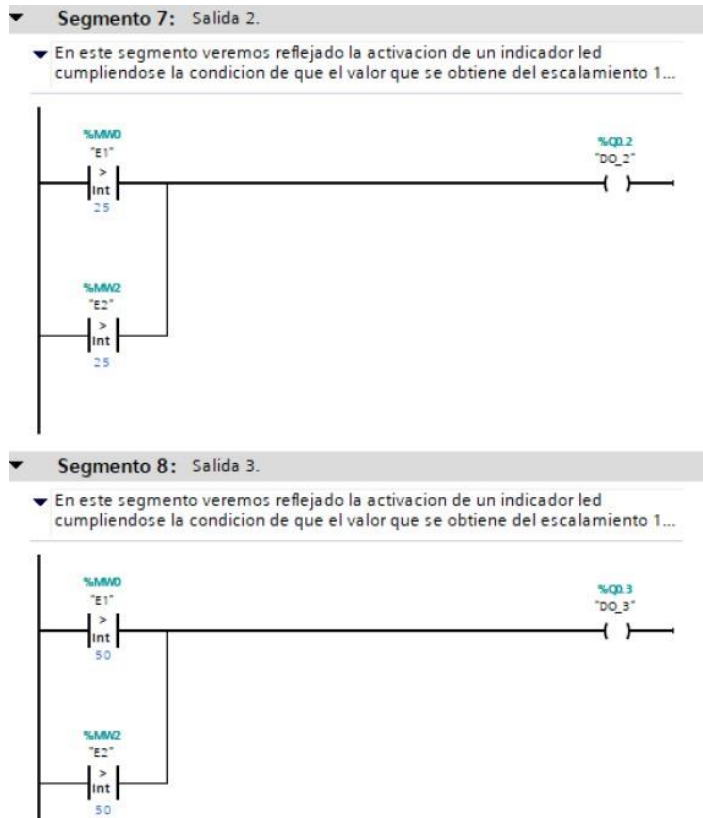 Segmento 7: Salida 2.
En este segmento veremos reflejado la activacion de un indicador led
cumpliendose la condicion de que el valor que se obtiene del escalamiento 1...
%MW0
"E1"
>
Int
25
%Q0.2
"DO_2"
%MW2
"E2"
>
Int
25
Segmento 8: Salida 3.
En este segmento veremos reflejado la activacion de un indicador led
cumpliendose la condicion de que el valor que se obtiene del escalamiento 1...
%MW0
"E1"
>
Int
50
%Q0.3
"DO_3"
%MW2
"E2"
>
Int
50